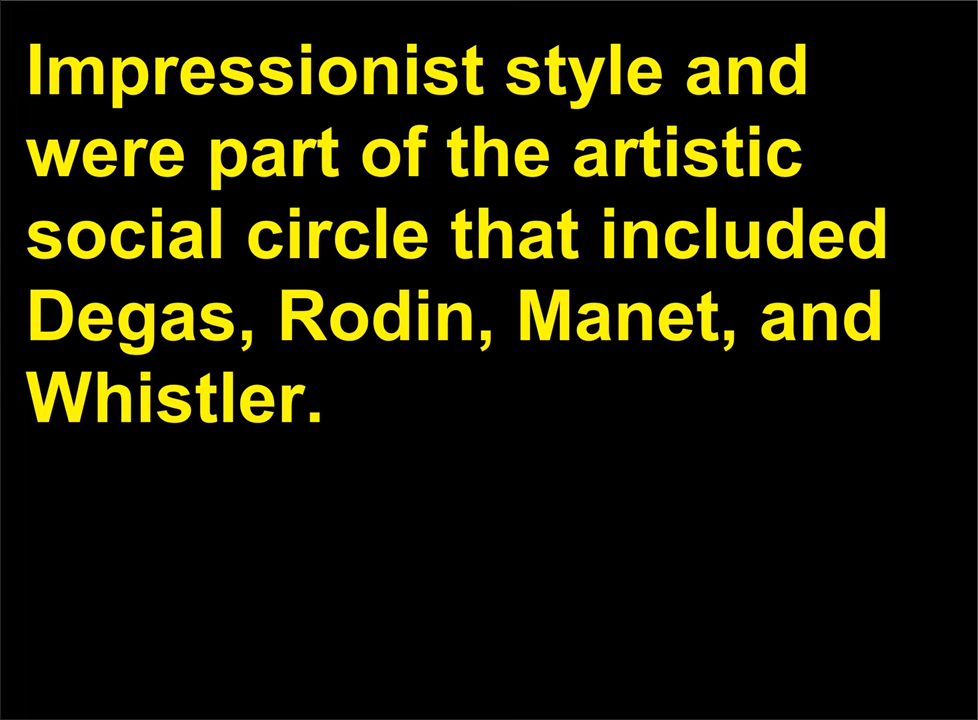 Impressionist style and
were part of the artistic
social circle that included
Degas, Rodin, Manet, and
Whistler.